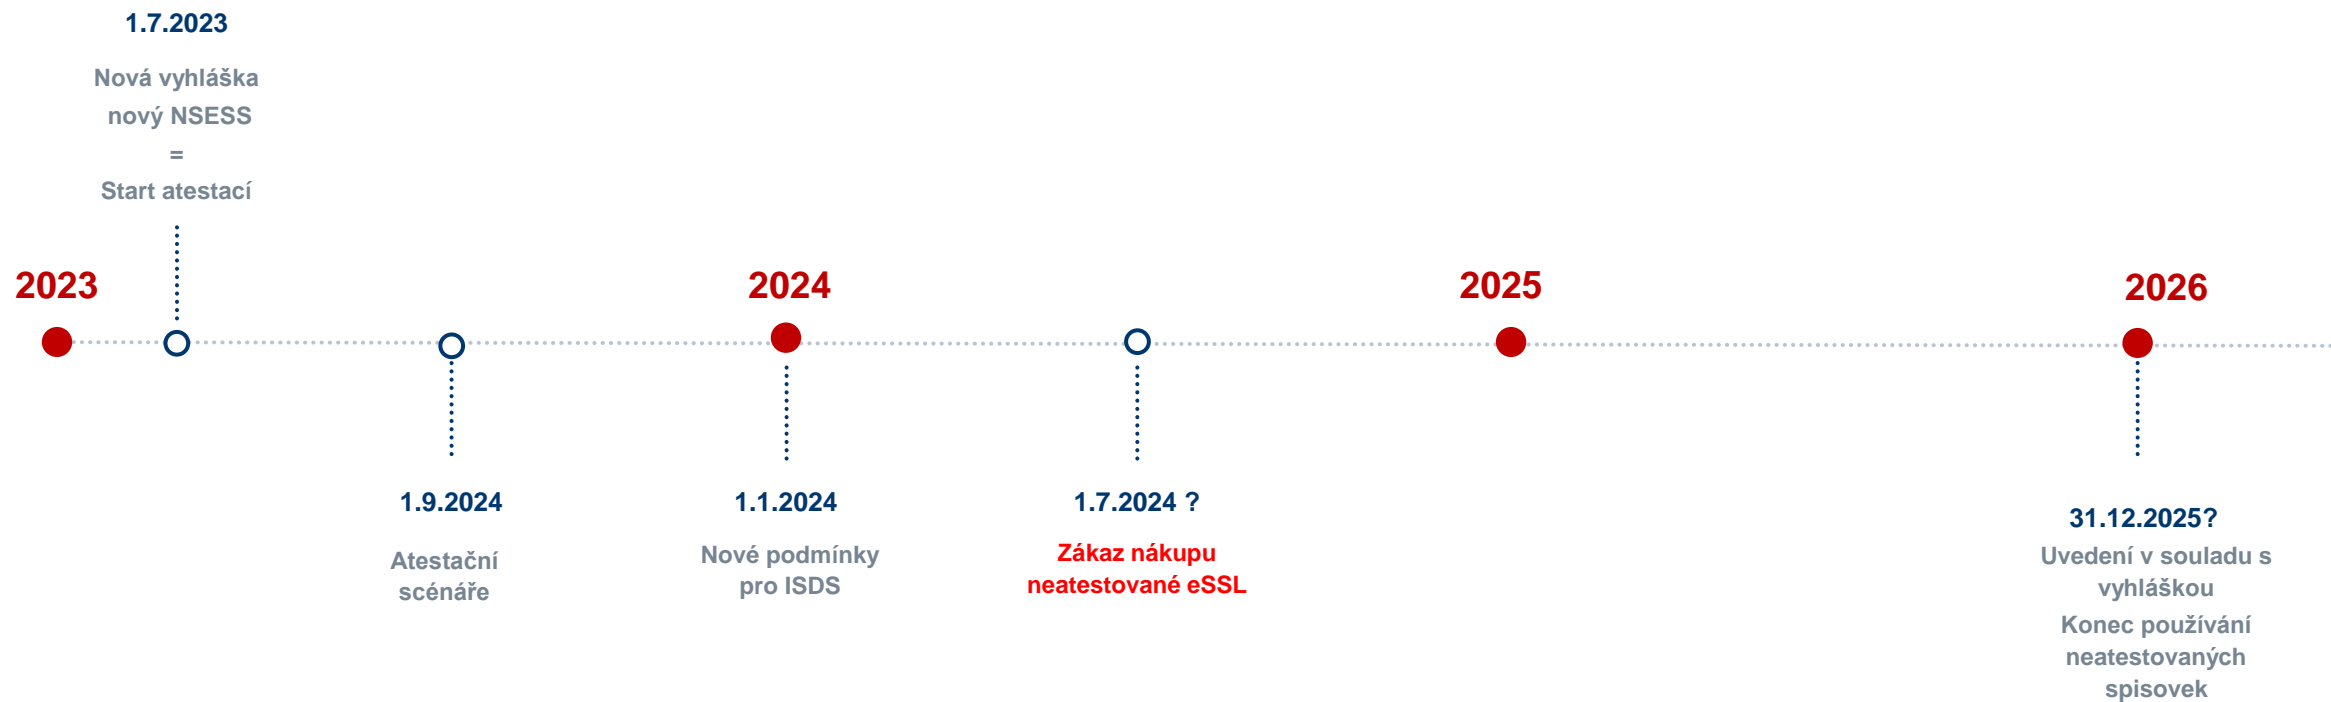 1.7.2023
Nová vyhláška
nový NSESS
=
Start atestací
2023
2024
2025
2026
1.9.2024
Atestační
scénáře
1.1.2024
Nové podmínky
pro ISDS
1.7.2024 ?
Zákaz nákupu
neatestované eSSL
31.12.2025?
Uvedení v souladu s
vyhláškou
Konec používání
neatestovaných
spisovek